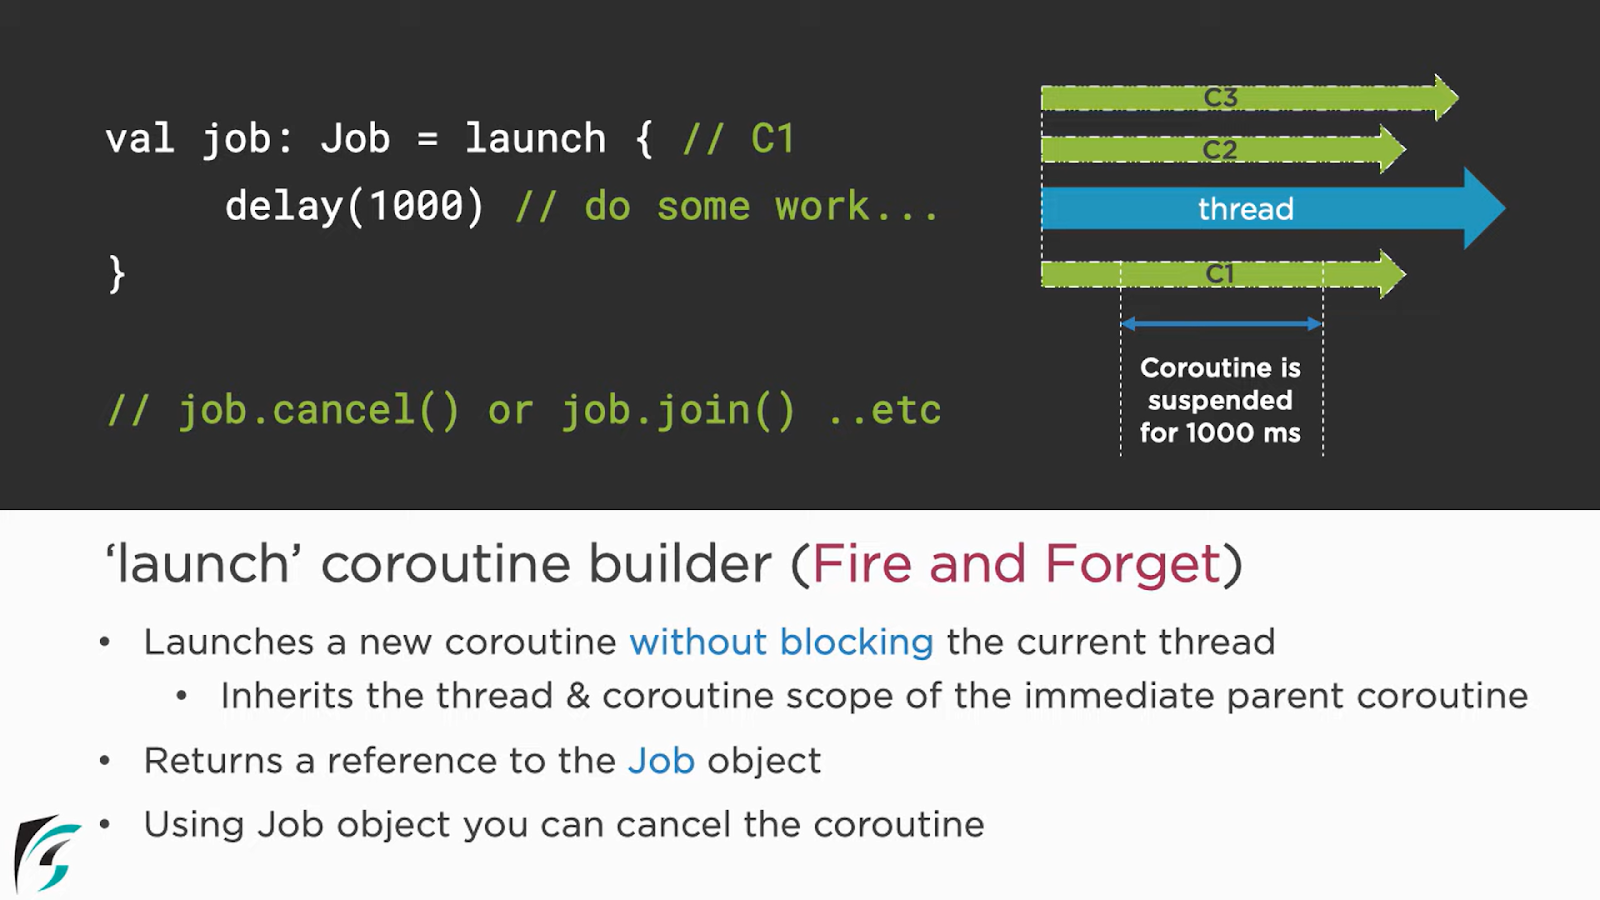 val job: Job = launch { // C1
delay(1000) // do some work...
}
// job.cancel() or job.join() ..etc
C3
C2
thread
C1
Coroutine is
suspended
for 1000 ms
‘launch’ coroutine builder (Fire and Forget)
• Launches a new coroutine without blocking the current thread
• Inherits the thread & coroutine scope of the immediate parent coroutine
• Returns a reference to the Job object
• Using Job object you can cancel the coroutine